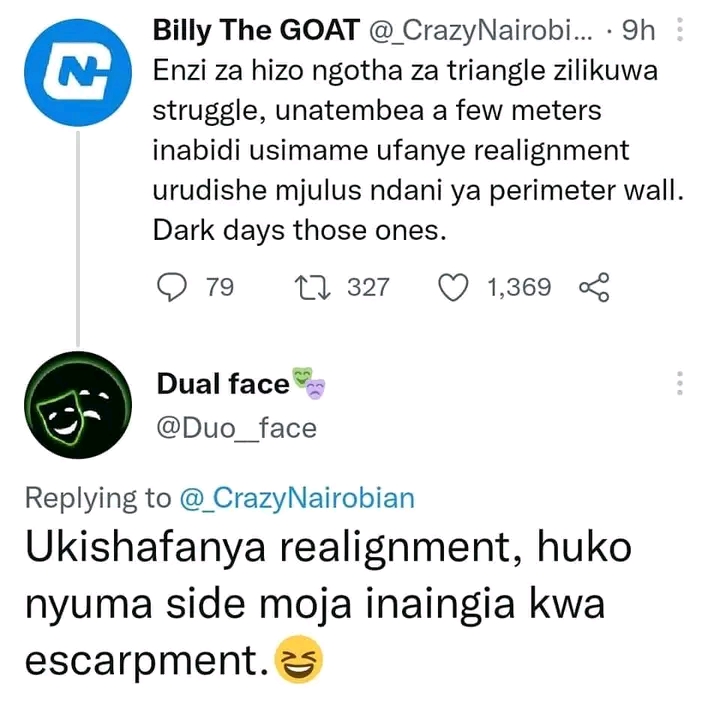 Billy The GOAT @_CrazyNairobi... · 9h
Enzi za hizo ngotha za triangle zilikuwa
struggle, unatembea a few meters
inabidi usimame ufanye realignment
urudishe mjulus ndani ya perimeter wall.
Dark days those ones.
79 327 1,369
Dual face🎭
@Duo__face
Replying to @_CrazyNairobian
Ukishafanya realignment, huko
nyuma side moja inaingia kwa
escarpment.😆